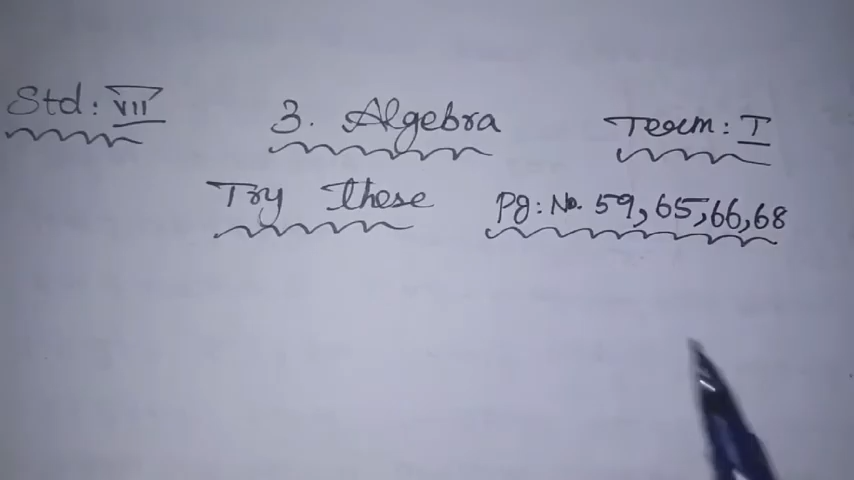 Std: VII 3. Algebra Term: I
Try these Pg: No. 59, 65, 66, 68